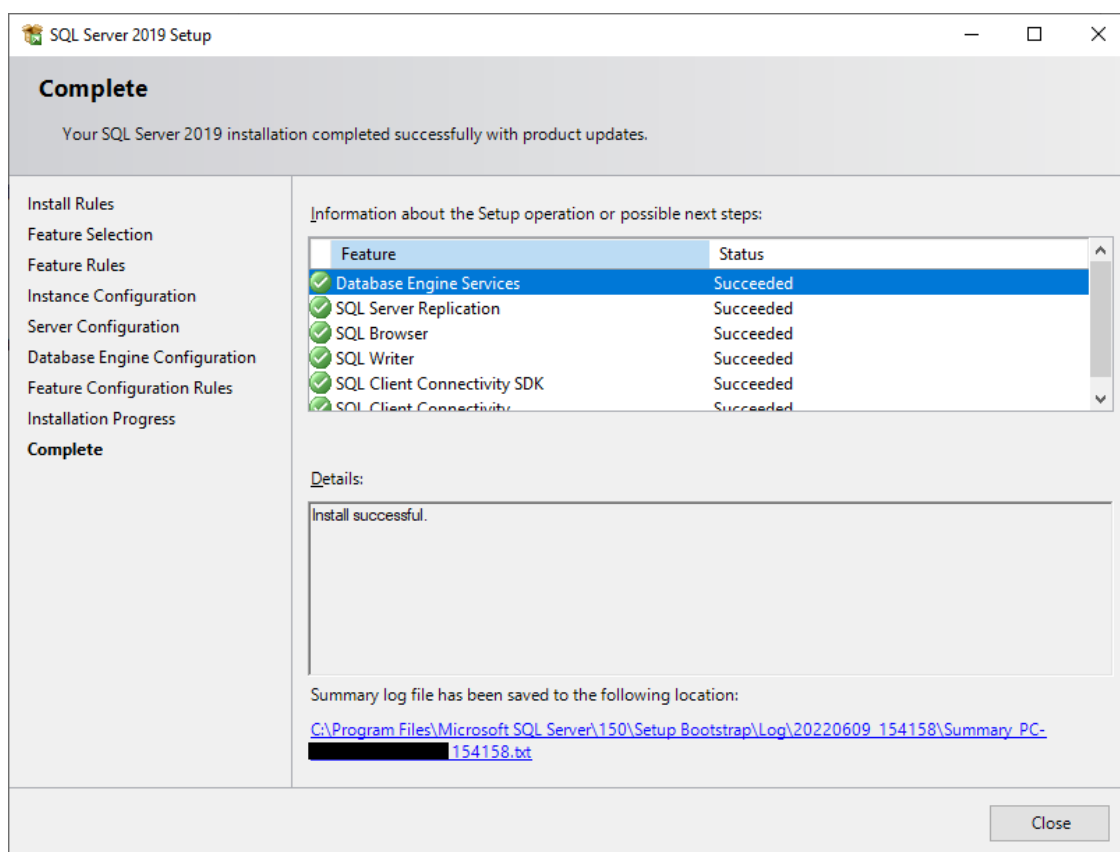 SQL Server 2019 Setup
Complete
Your SQL Server 2019 installation completed successfully with product updates.
Install Rules
Feature Selection
Feature Rules
Instance Configuration
Server Configuration
Database Engine Configuration
Feature Configuration Rules
Installation Progress
Complete
Information about the Setup operation or possible next steps:
Feature Status
Database Engine Services Succeeded
SQL Server Replication Succeeded
SQL Browser Succeeded
SQL Writer Succeeded
SQL Client Connectivity SDK Succeeded
SQL Client Connectivity Succeeded
Details:
Install successful.
Summary log file has been saved to the following location:
C:\Program Files\Microsoft SQL Server\150\Setup Bootstrap\Log\20220609_154158\Summary_PC-
154158.txt
Close